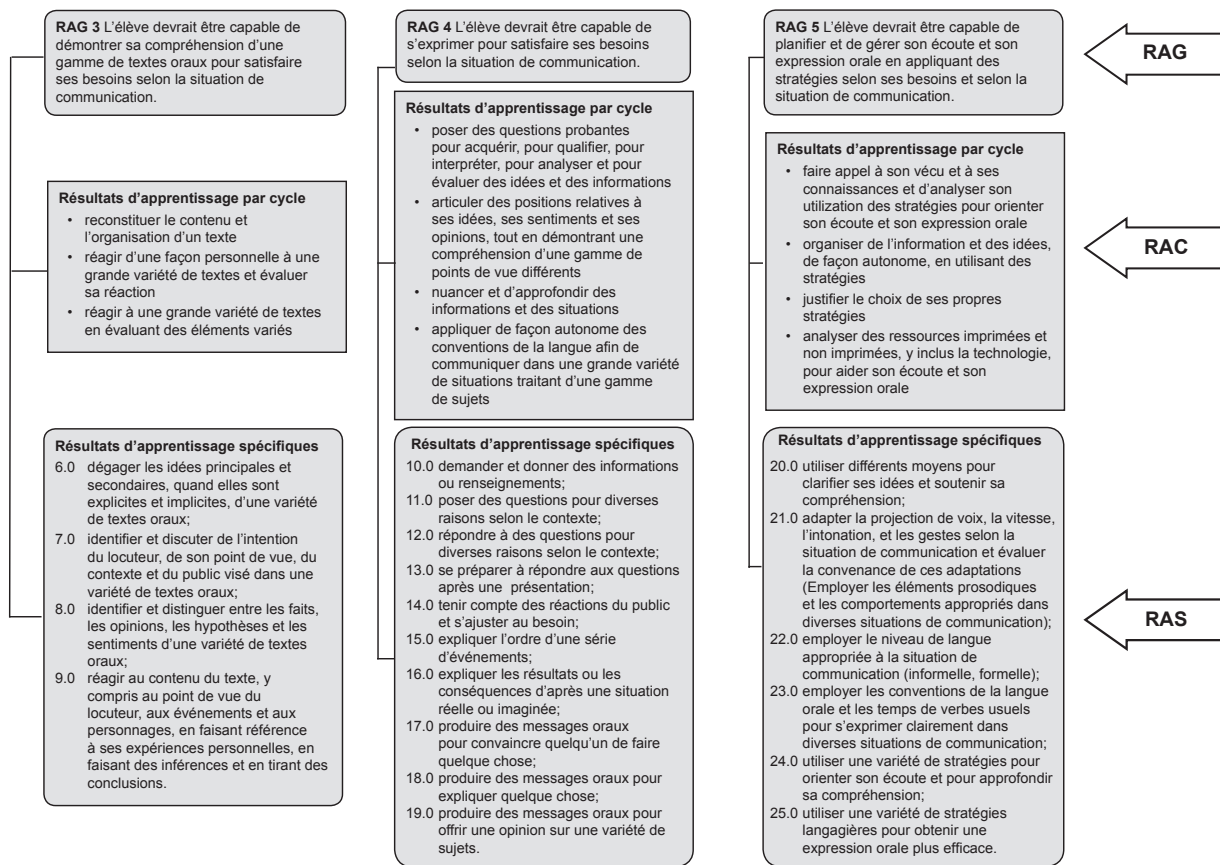 RAG 3 L’élève devrait être capable de
démontrer sa compréhension d’une
gamme de textes oraux pour satisfaire
ses besoins selon la situation de
communication.
Résultats d’apprentissage par cycle
• reconstituer le contenu et
l’organisation d’un texte
• réagir d’une façon personnelle à une
grande variété de textes et évaluer
sa réaction
• réagir à une grande variété de textes
en évaluant des éléments variés
Résultats d’apprentissage spécifiques
6.0 dégager les idées principales et
secondaires, quand elles sont
explicites et implicites, d’une variété
de textes oraux;
7.0 identifier et discuter de l’intention
du locuteur, de son point de vue, du
contexte et du public visé dans une
variété de textes oraux;
8.0 identifier et distinguer entre les faits,
les opinions, les hypothèses et les
sentiments d’une variété de textes
oraux;
9.0 réagir au contenu du texte, y
compris au point de vue du
locuteur, aux événements et aux
personnages, en faisant référence
à ses expériences personnelles, en
faisant des inférences et en tirant des
conclusions.
RAG 4 L’élève devrait être capable de
s’exprimer pour satisfaire ses besoins
selon la situation de communication.
Résultats d’apprentissage par cycle
• poser des questions probantes
pour acquérir, pour qualifier, pour
interpréter, pour analyser et pour
évaluer des idées et des informations
• articuler des positions relatives à
ses idées, ses sentiments et ses
opinions, tout en démontrant une
compréhension d’une gamme de
points de vue différents
• nuancer et d’approfondir des
informations et des situations
• appliquer de façon autonome des
conventions de la langue afin de
communiquer dans une grande variété
de situations traitant d’une gamme
de sujets
Résultats d’apprentissage spécifiques
10.0 demander et donner des informations
ou renseignements;
11.0 poser des questions pour diverses
raisons selon le contexte;
12.0 répondre à des questions pour
diverses raisons selon le contexte;
13.0 se préparer à répondre aux questions
après une présentation;
14.0 tenir compte des réactions du public
et s’ajuster au besoin;
15.0 expliquer l’ordre d’une série
d’événements;
16.0 expliquer les résultats ou les
conséquences d’après une situation
réelle ou imaginée;
17.0 produire des messages oraux
pour convaincre quelqu’un de faire
quelque chose;
18.0 produire des messages oraux pour
expliquer quelque chose;
19.0 produire des messages oraux pour
offrir une opinion sur une variété de
sujets.
RAG 5 L’élève devrait être capable de
planifier et de gérer son écoute et son
expression orale en appliquant des
stratégies selon ses besoins et selon la
situation de communication.
Résultats d’apprentissage par cycle
• faire appel à son vécu et à ses
connaissances et d’analyser son
utilization des stratégies pour orienter
son écoute et son expression orale
• organiser de l’information et des idées,
de façon autonome, en utilisant des
stratégies
• justifier le choix de ses propres
stratégies
• analyser des ressources imprimées et
non imprimées, y inclus la technologie,
pour aider son écoute et son
expression orale
Résultats d’apprentissage spécifiques
20.0 utiliser différents moyens pour
clarifier ses idées et soutenir sa
compréhension;
21.0 adapter la projection de voix, la vitesse,
l’intonation, et les gestes selon la
situation de communication et évaluer
la convenance de ces adaptations
(Employer les éléments prosodiques
et les comportements appropriés dans
diverses situations de communication);
22.0 employer le niveau de langue
appropriée à la situation de
communication (informelle, formelle);
23.0 employer les conventions de la langue
orale et les temps de verbes usuels
pour s’exprimer clairement dans
diverses situations de communication;
24.0 utiliser une variété de stratégies pour
orienter son écoute et pour approfondir
sa compréhension;
25.0 utiliser une variété de stratégies
langagières pour obtenir une
expression orale plus efficace.
RAG
RAC
RAS